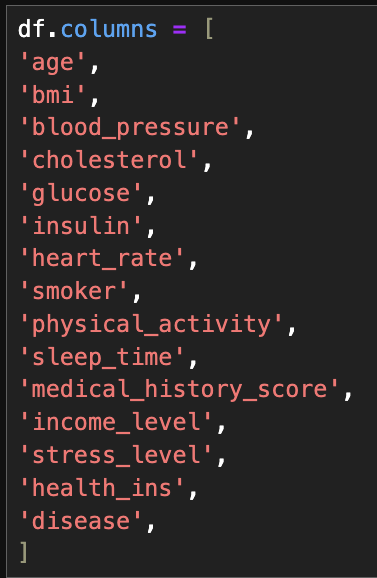 df.columns = [
'age',
'bmi',
'blood_pressure',
'cholesterol',
'glucose',
'insulin',
'heart_rate',
'smoker',
'physical_activity',
'sleep_time',
'medical_history_score',
'income_level',
'stress_level',
'health_ins',
'disease',
]